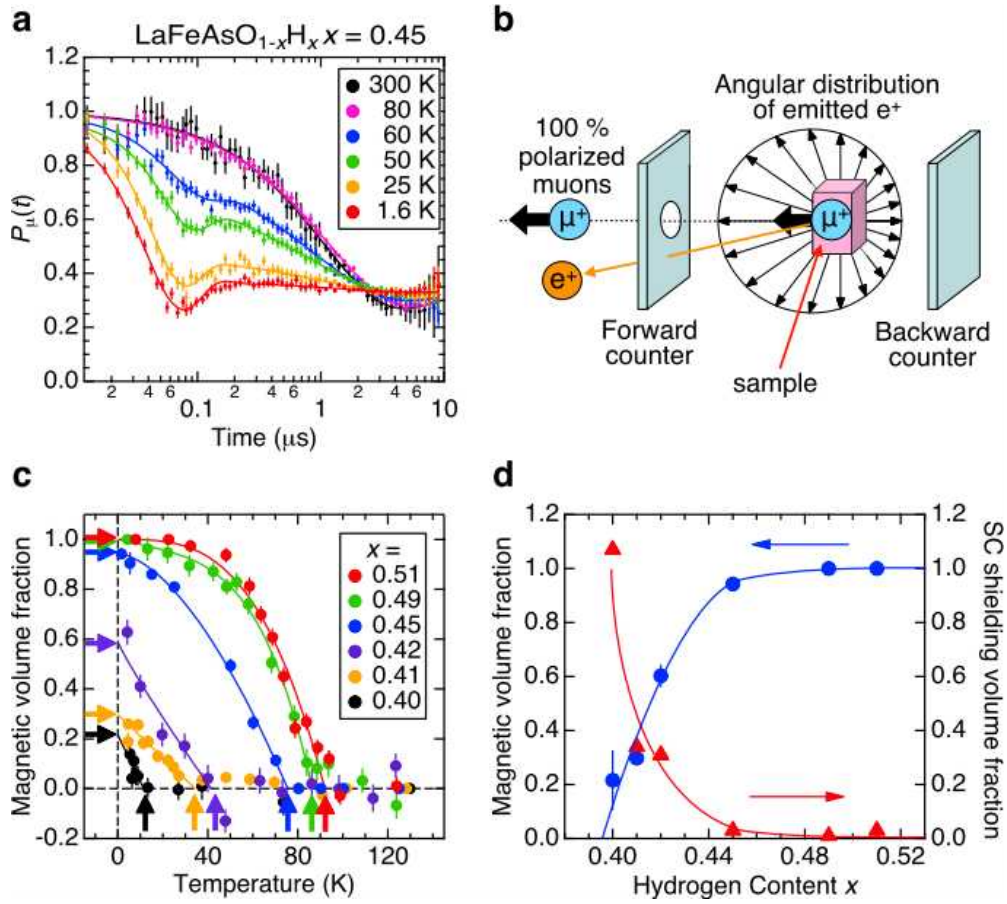 a
LaFeAsO1-xHx x = 0.45
1.2
1.0
0.8
0.6
0.4
0.2
0.0
Pμ(t)
300 K
80 K
60 K
50 K
25 K
1.6 K
2 4 6 2 4 6 2 4 6
0.1 1 10
Time (μs)
b
Angular distribution
of emitted e+
100 %
polarized
muons
μ+
μ+
e+
Forward
counter
Backward
counter
sample
c
1.0
0.8
0.6
0.4
0.2
0
-0.2
Magnetic volume fraction
x =
0.51
0.49
0.45
0.42
0.41
0.40
0 40 80 120
Temperature (K)
d
1.2
1.0
0.8
0.6
0.4
0.2
0.0
Magnetic volume fraction
1.2
1.0
0.8
0.6
0.4
0.2
0
SC shielding volume
fraction
0.40 0.44 0.48 0.52
Hydrogen Content x